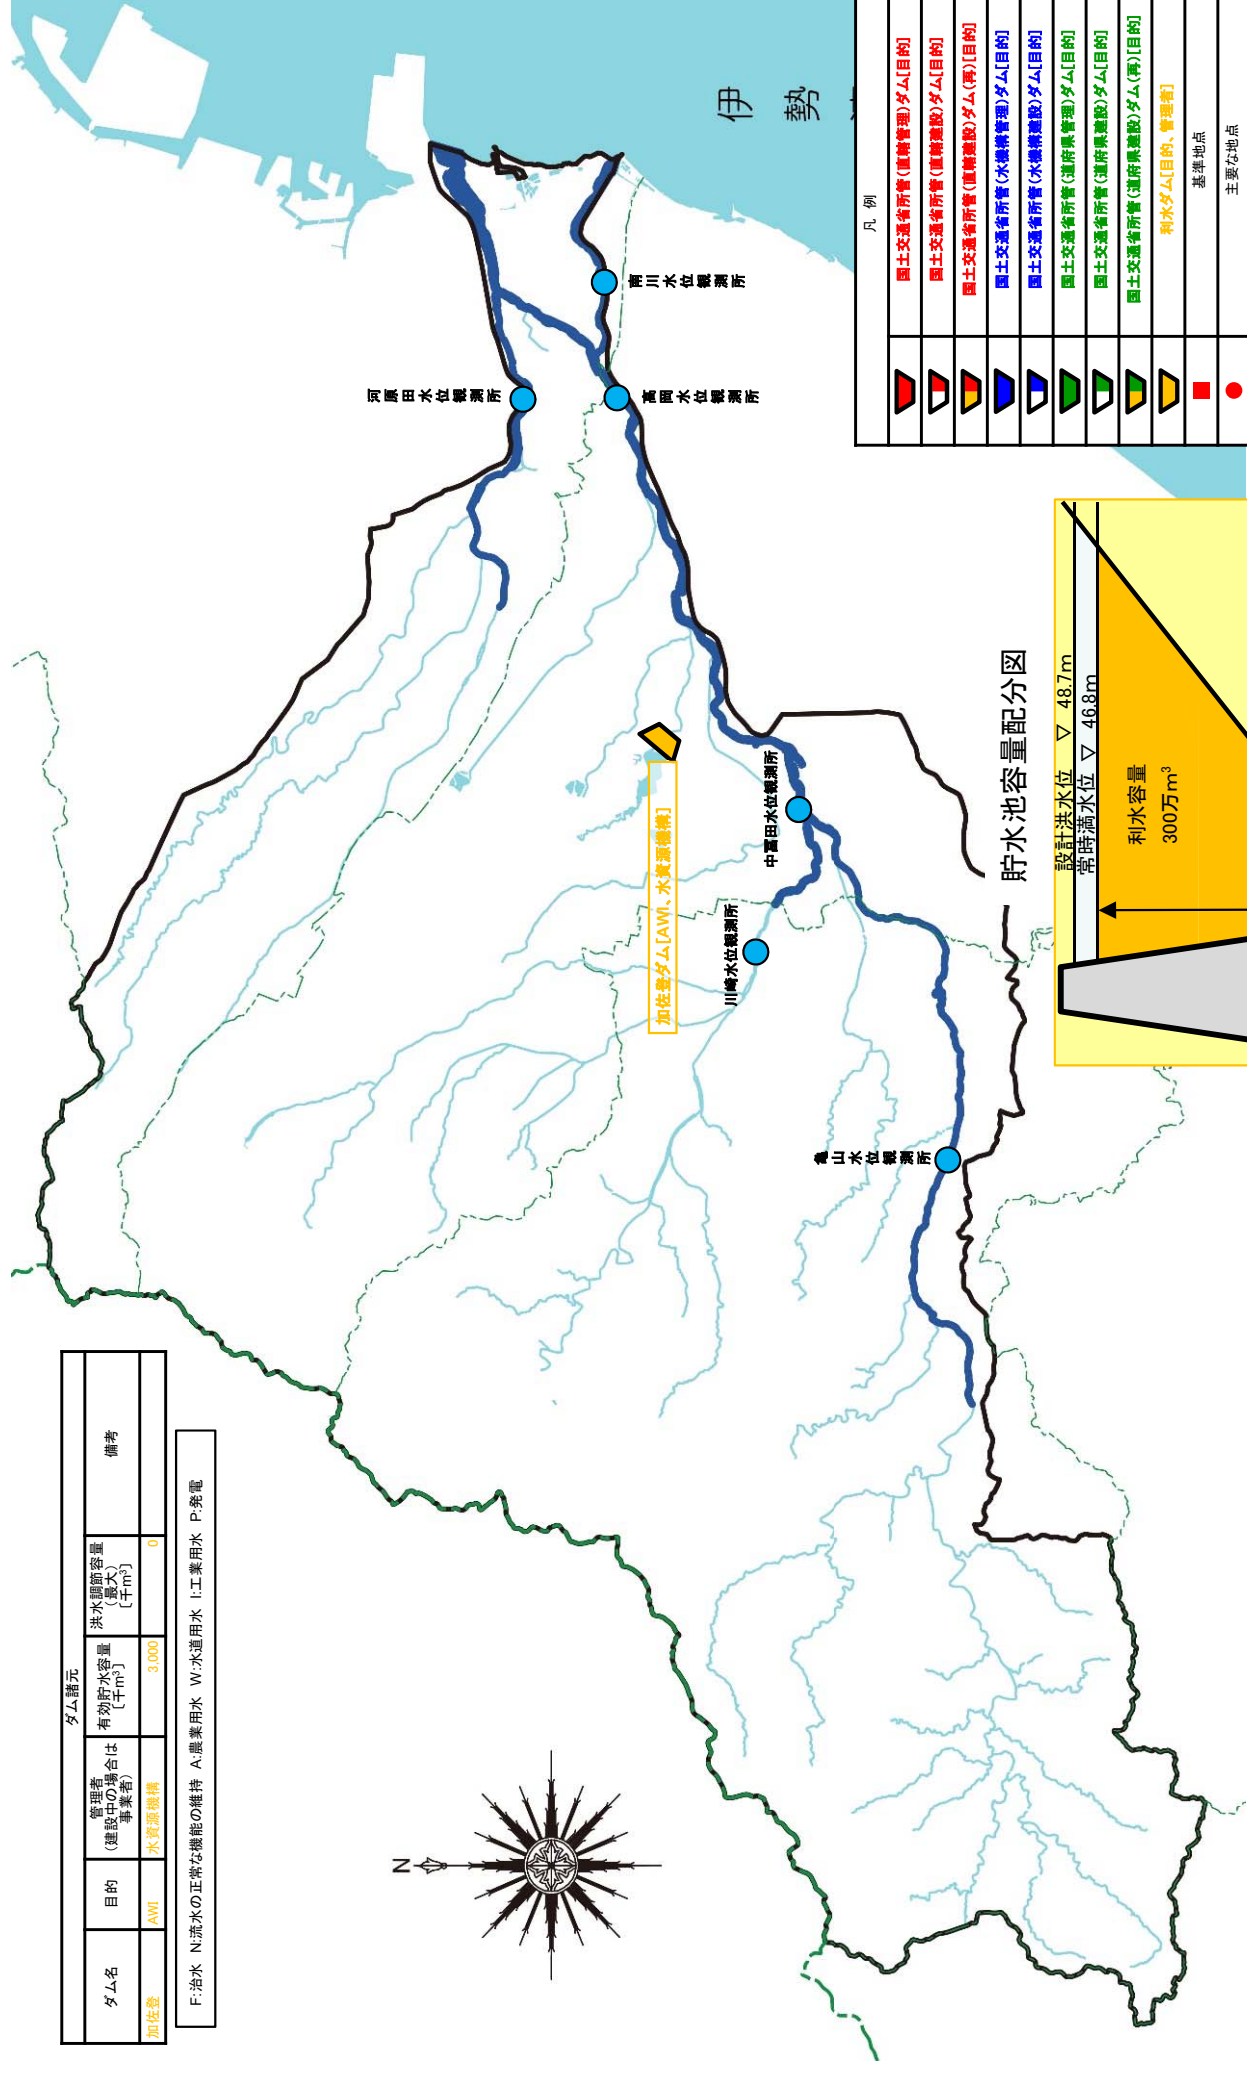 ダム諸元
ダム名
目的
管理者
(建設中の場合は
事業者)
有効貯水容量
[千m³]
洪水調節容量
(最大)
[千m³]
備考
加佐登
AWI
水資源機構
3,000
0
F:治水 N:流水の正常な機能の維持 A:農業用水 W:水道用水 I:工業用水 P:発電
N
河原田水位観測所
高岡水位観測所
南川水位観測所
加佐登ダム[AWI、水資源機構]
川崎水位観測所
中冨田水位観測所
亀山水位観測所
伊 勢
貯水池容量配分図
設計洪水位 ▽ 48.7m
常時満水位 ▽ 46.8m
利水容量
300万m³
凡 例
国土交通省所管(直轄管理)ダム[目的]
国土交通省所管(直轄建設)ダム[目的]
国土交通省所管(直轄建設)ダム(再)[目的]
国土交通省所管(水機構管理)ダム[目的]
国土交通省所管(水機構建設)ダム[目的]
国土交通省所管(道府県管理)ダム[目的]
国土交通省所管(道府県建設)ダム[目的]
国土交通省所管(道府県建設)ダム(再)[目的]
利水ダム[目的、管理者]
基準地点
主要な地点